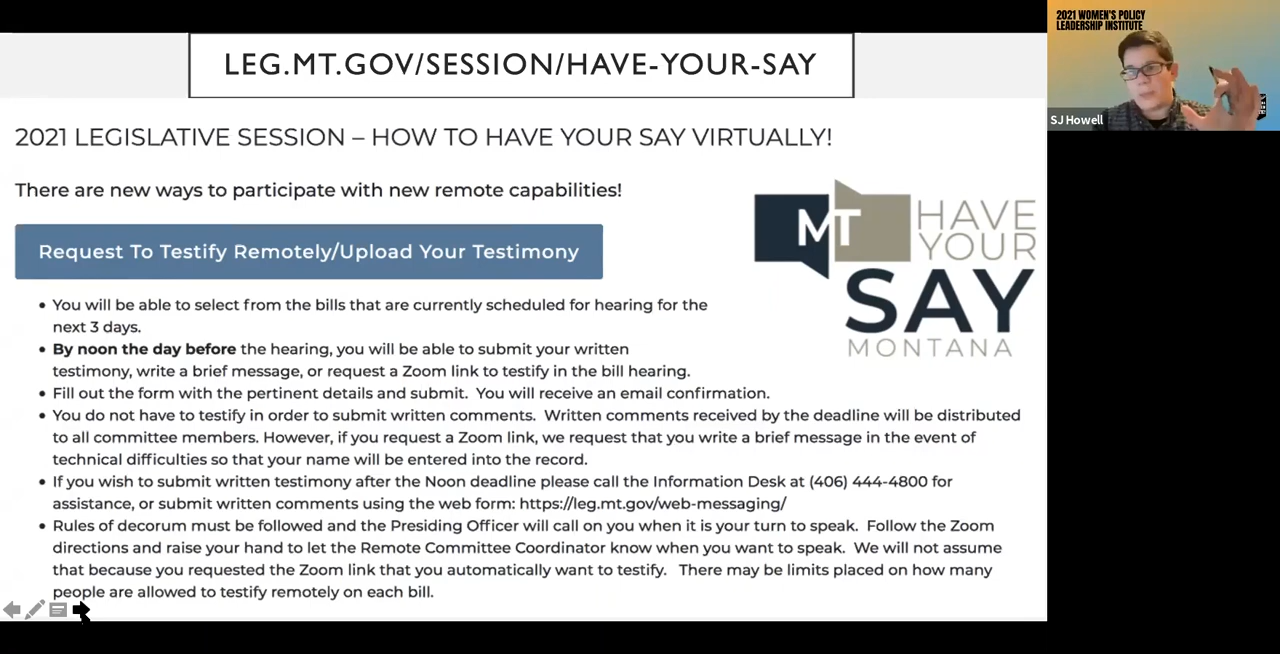 LEG.MT.GOV/SESSION/HAVE-YOUR-SAY
2021 WOMEN'S POLICY
LEADERSHIP INSTITUTE
SJ Howell
2021 LEGISLATIVE SESSION – HOW TO HAVE YOUR SAY VIRTUALLY!
There are new ways to participate with new remote capabilities!
Request To Testify Remotely/Upload Your Testimony
MT HAVE
YOUR
SAY
MONTANA
• You will be able to select from the bills that are currently scheduled for hearing for the
next 3 days.
• By noon the day before the hearing, you will be able to submit your written
testimony, write a brief message, or request a Zoom link to testify in the bill hearing.
• Fill out the form with the pertinent details and submit. You will receive an email confirmation.
• You do not have to testify in order to submit written comments. Written comments received by the deadline will be distributed
to all committee members. However, if you request a Zoom link, we request that you write a brief message in the event of
technical difficulties so that your name will be entered into the record.
• If you wish to submit written testimony after the Noon deadline please call the Information Desk at (406) 444-4800 for
assistance, or submit written comments using the web form: https://leg.mt.gov/web-messaging/
• Rules of decorum must be followed and the Presiding Officer will call on you when it is your turn to speak. Follow the Zoom
directions and raise your hand to let the Remote Committee Coordinator know when you want to speak. We will not assume
that because you requested the Zoom link that you automatically want to testify. There may be limits placed on how many
people are allowed to testify remotely on each bill.